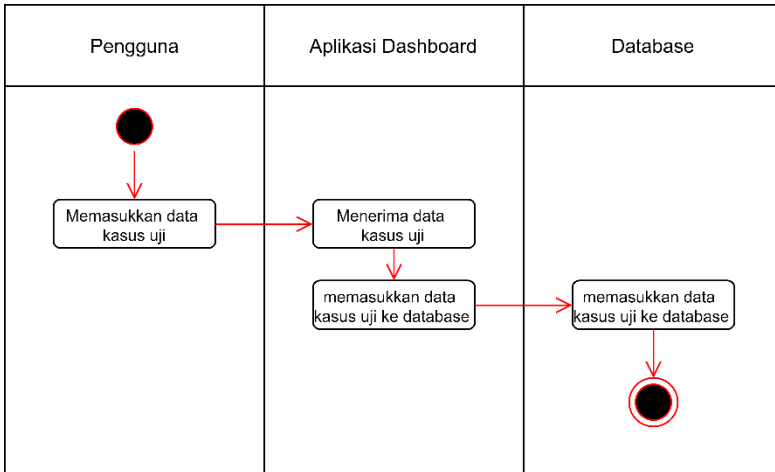 Pengguna
Aplikasi Dashboard
Database
Memasukkan data
kasus uji
Menerima data
kasus uji
memasukkan data
kasus uji ke database
memasukkan data
kasus uji ke database